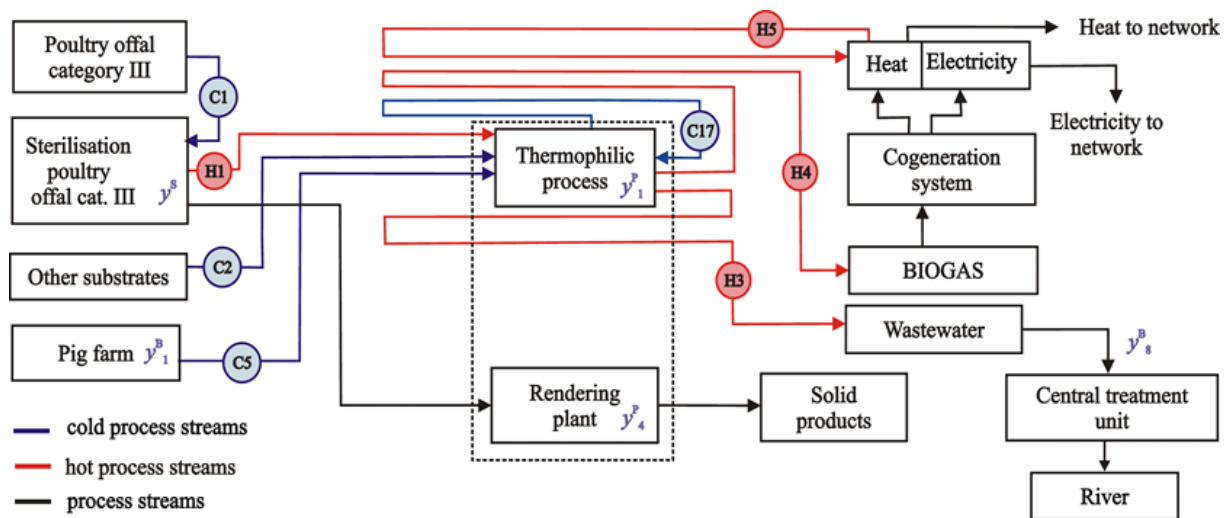 Poultry offal
category III
C1
Sterilisation
poultry
offal cat. III y^S
H1
Other substrates
C2
Pig farm y^B_1
C5
cold process streams
hot process streams
process streams
H5
C17
Thermophilic
process y^P_1
H4
H3
Rendering
plant y^P_4
Solid
products
Heat
Electricity
Heat to network
Electricity to
network
Cogeneration
system
BIOGAS
Wastewater
y^B_8
Central treatment
unit
River